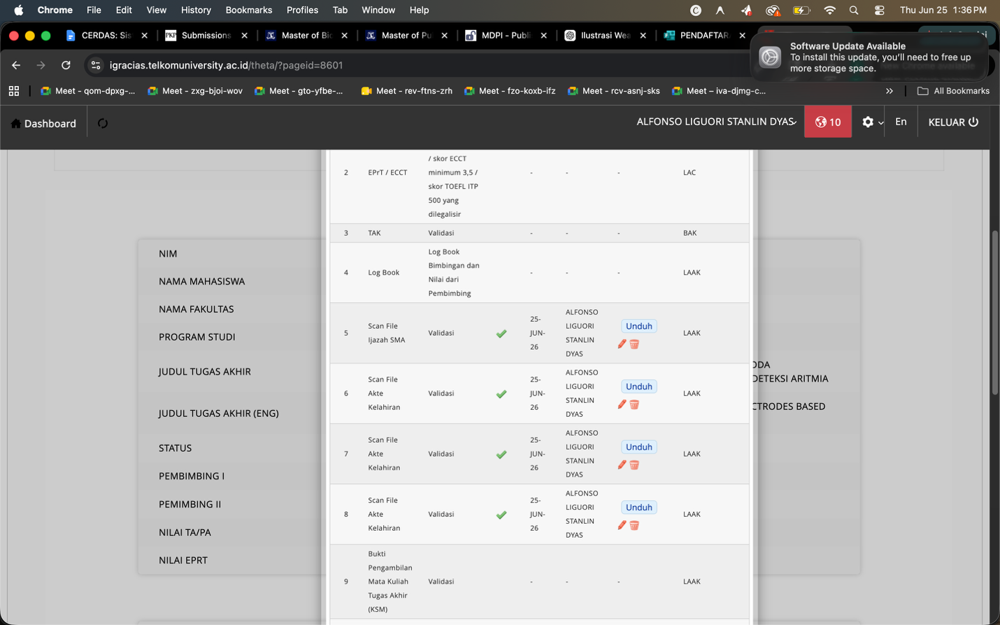 Chrome File Edit View History Bookmarks Profiles Tab Window Help Thu Jun 25 1:36 PM
CERDAS: Sis Submissions Master of Bio Master of Pu MDPI - Publi Ilustrasi Wea PENDAFTAR
Software Update Available
To install this update, you'll need to free up
more storage space.
igracias.telkomuniversity.ac.id/theta/?pageid=8601
Meet - qom-dpxg-... Meet - zxg-bjoi-wov Meet - gto-yfbe-... Meet - rev-ftns-zrh Meet - fzo-koxb-ifz Meet - rcv-asnj-sks Meet – iva-djmg-c... All Bookmarks
Dashboard ALFONSO LIGUORI STANLIN DYAS 10 En KELUAR
/ skor ECCT
2 EPrT / ECCT minimum 3,5 / - - - LAC
skor TOEFL ITP
500 yang
dilegalisir
3 TAK Validasi - - - BAK
Log Book
Bimbingan dan
4 Log Book - - - LAAK
Nilai dari
Pembimbing
5 Scan File
Ijazah SMA
Validasi
25-
JUN-
26
ALFONSO
LIGUORI
STANLIN
DYAS
Unduh
LAAK
6 Scan File
Akte
Kelahiran
Validasi
25-
JUN-
26
ALFONSO
LIGUORI
STANLIN
DYAS
Unduh
LAAK
7 Scan File
Akte
Kelahiran
Validasi
25-
JUN-
26
ALFONSO
LIGUORI
STANLIN
DYAS
Unduh
LAAK
8 Scan File
Akte
Kelahiran
Validasi
25-
JUN-
26
ALFONSO
LIGUORI
STANLIN
DYAS
Unduh
LAAK
9 Bukti
Pengambilan
Mata Kuliah
Tugas Akhir
(KSM)
Validasi
- - - LAAK
NIM
NAMA MAHASISWA
NAMA FAKULTAS
PROGRAM STUDI
JUDUL TUGAS AKHIR
JUDUL TUGAS AKHIR (ENG)
STATUS
PEMBIMBING I
PEMIMBING II
NILAI TA/PA
NILAI EPRT
ODA
DETEKSI ARITMIA
CTRODES BASED